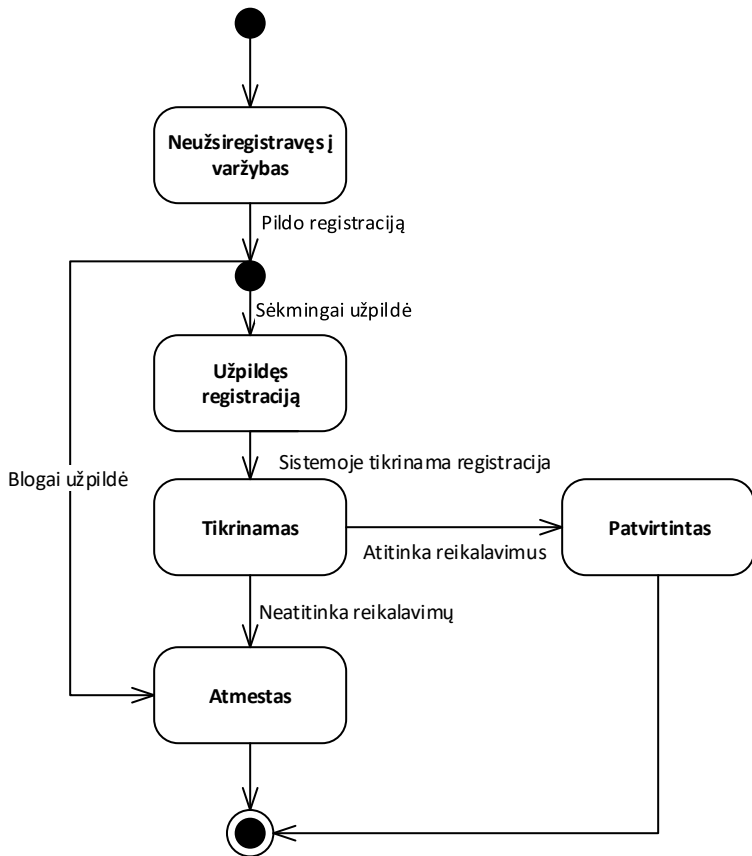 Neužsiregistravęs į
varžybas
Pildo registraciją
Sėkmingai užpildė
Užpildęs
registraciją
Blogai užpildė
Sistemoje tikrinama registracija
Tikrinamas
Patvirtintas
Atitinka reikalavimus
Neatitinka reikalavimų
Atmestas